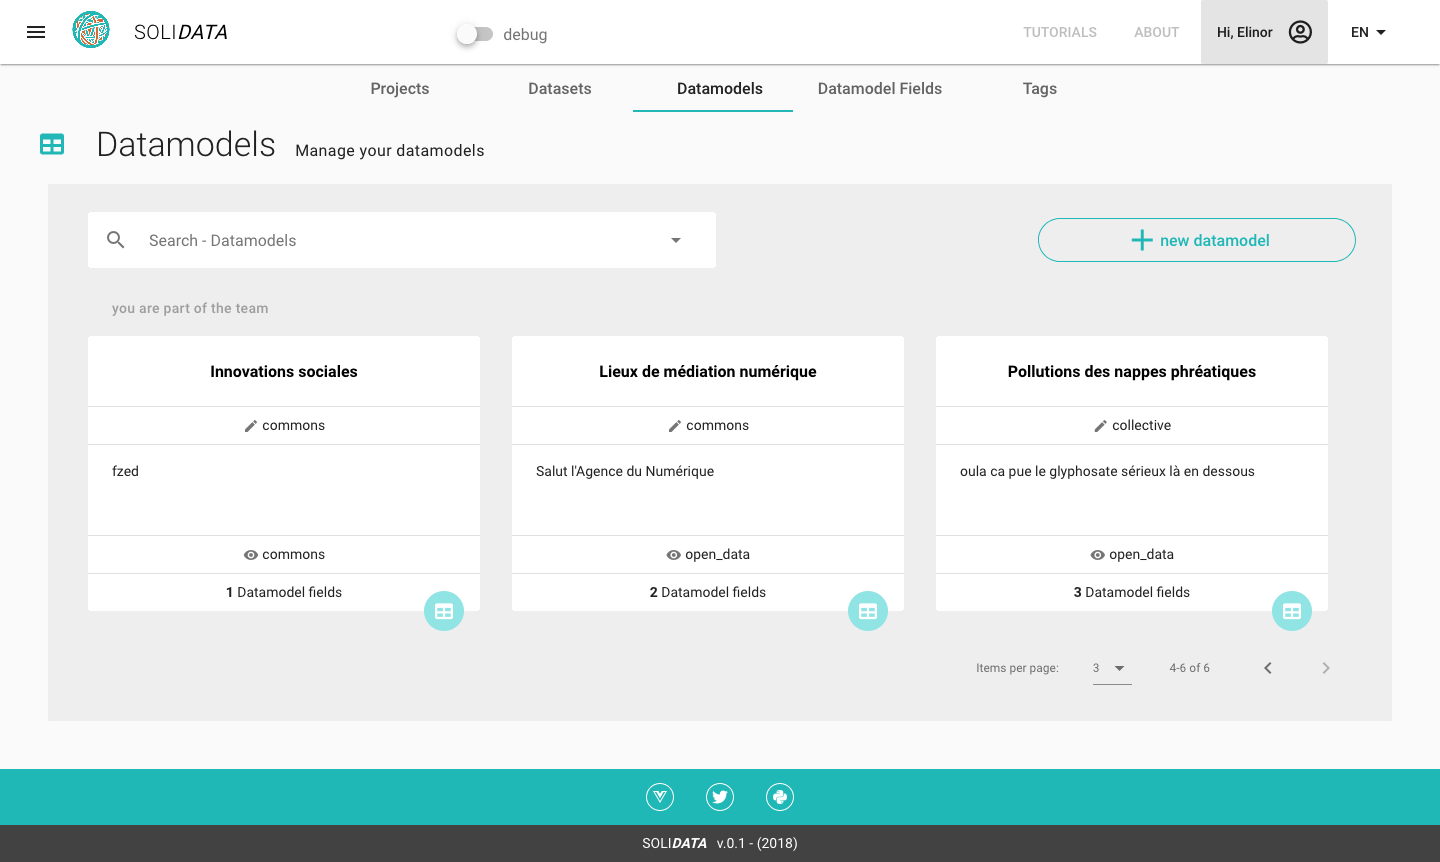 SOLIDATA
debug
TUTORIALS
ABOUT
Hi, Elinor
EN
Projects
Datasets
Datamodels
Datamodel Fields
Tags
Datamodels
Manage your datamodels
Search - Datamodels
new datamodel
you are part of the team
Innovations sociales
commons
fzed
commons
1 Datamodel fields
Lieux de médiation numérique
commons
Salut l'Agence du Numérique
open_data
2 Datamodel fields
Pollutions des nappes phréatiques
collective
oula ca pue le glyphosate sérieux là en dessous
open_data
3 Datamodel fields
Items per page:
3
4-6 of 6
SOLIDATA v.0.1 - (2018)